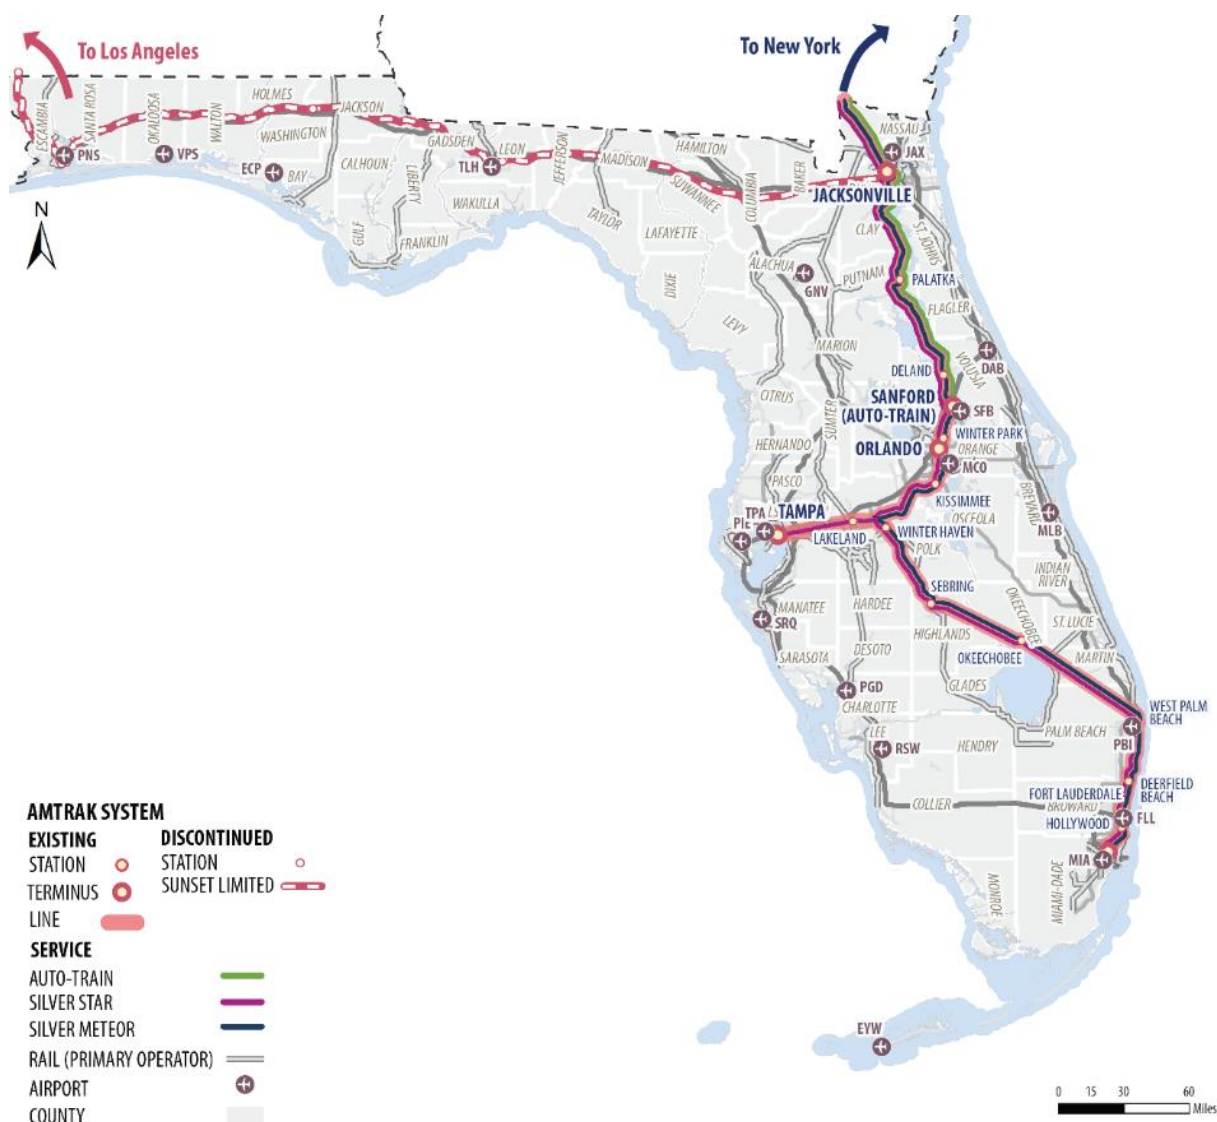 To Los Angeles
To New York
ESCAMBIA
SANTA ROSA
OKALOOSA
WALTON
HOLMES
WASHINGTON
JACKSON
BAY
CALHOUN
GULF
LIBERTY
FRANKLIN
GADSDEN
LEON
WAKULLA
JEFFERSON
MADISON
TAYLOR
HAMILTON
SUWANNEE
LAFAYETTE
DIXIE
COLUMBIA
BAKER
NASSAU
PNS
VPS
ECP
TLH
JAX
JACKSONVILLE
CLAY
ST. JOHNS
ALACHUA
GNV
PUTNAM
PALATKA
FLAGLER
LEVY
MARION
VOLUSIA
DAB
DELAND
CITRUS
SUMTER
SANFORD
(AUTO-TRAIN)
SFB
WINTER PARK
HERNANDO
ORLANDO
ORANGE
MCO
PASCO
KISSIMMEE
BREVARD
TPA
TAMPA
PIE
LAKELAND
WINTER HAVEN
OSCEOLA
MLB
POLK
INDIAN
RIVER
SEBRING
MANATEE
HARDEE
OKEECHOBEE
ST. LUCIE
SRQ
HIGHLANDS
SARASOTA
DESOTO
OKEECHOBEE
MARTIN
PGD
GLADES
CHARLOTTE
WEST PALM
BEACH
LEE
RSW
HENDRY
PALM BEACH
PBI
FORT LAUDERDALE
DEERFIELD
BEACH
COLLIER
BROWARD
HOLLYWOOD
FLL
MIA
MONROE
MIAMI-DADE
EYW
N
AMTRAK SYSTEM
EXISTING
DISCONTINUED
STATION
STATION
TERMINUS
SUNSET LIMITED
LINE
SERVICE
AUTO-TRAIN
SILVER STAR
SILVER METEOR
RAIL (PRIMARY OPERATOR)
AIRPORT
COUNTY
0 15 30 60
Miles